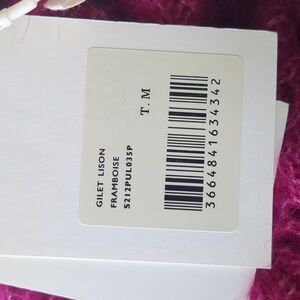 GILET LISON
FRAMBOISE
S212PUL035P
T. M
3664841634342